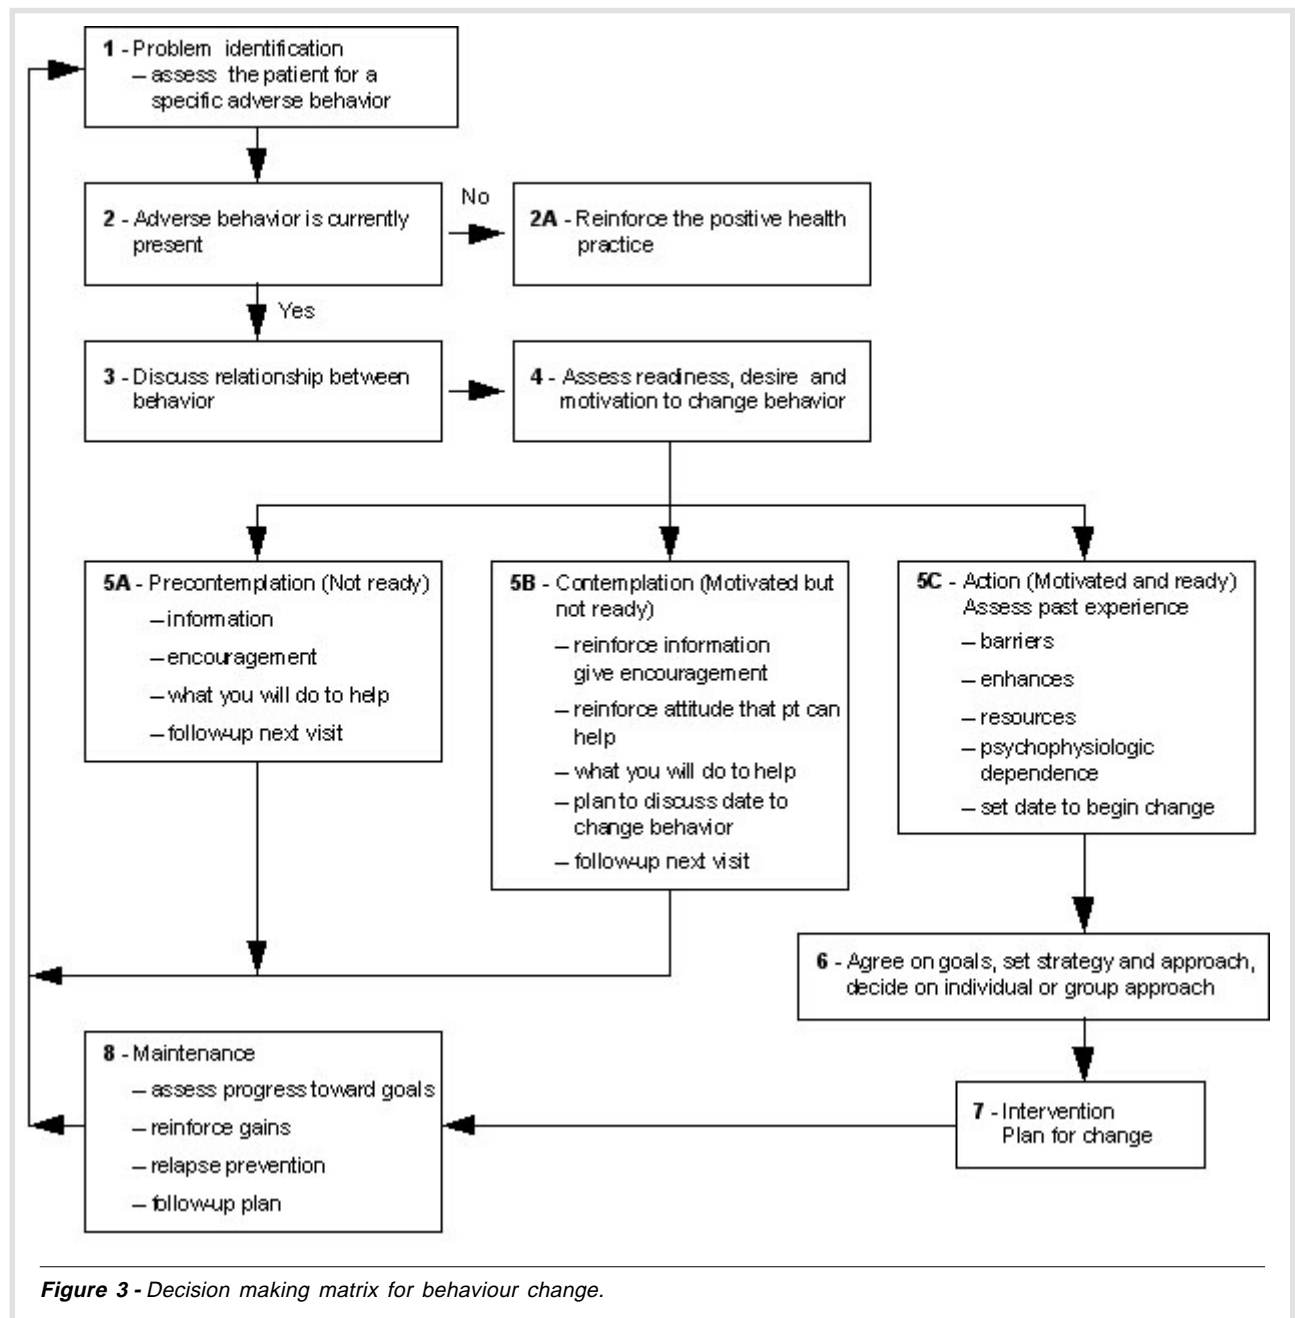 1 - Problem identification
– assess the patient for a
specific adverse behavior
2 - Adverse behavior is currently
present
No
2A - Reinforce the positive health
practice
Yes
3 - Discuss relationship between
behavior
4 - Assess readiness, desire and
motivation to change behavior
5A - Precontemplation (Not ready)
– information
– encouragement
– what you will do to help
– follow-up next visit
5B - Contemplation (Motivated but
not ready)
– reinforce information
give encouragement
– reinforce attitude that pt can
help
– what you will do to help
– plan to discuss date to
change behavior
– follow-up next visit
5C - Action (Motivated and ready)
Assess past experience
– barriers
– enhances
– resources
– psychophysiologic
dependence
– set date to begin change
6 - Agree on goals, set strategy and approach,
decide on individual or group approach
7 - Intervention
Plan for change
8 - Maintenance
– assess progress toward goals
– reinforce gains
– relapse prevention
– follow-up plan
Figure 3 - Decision making matrix for behaviour change.